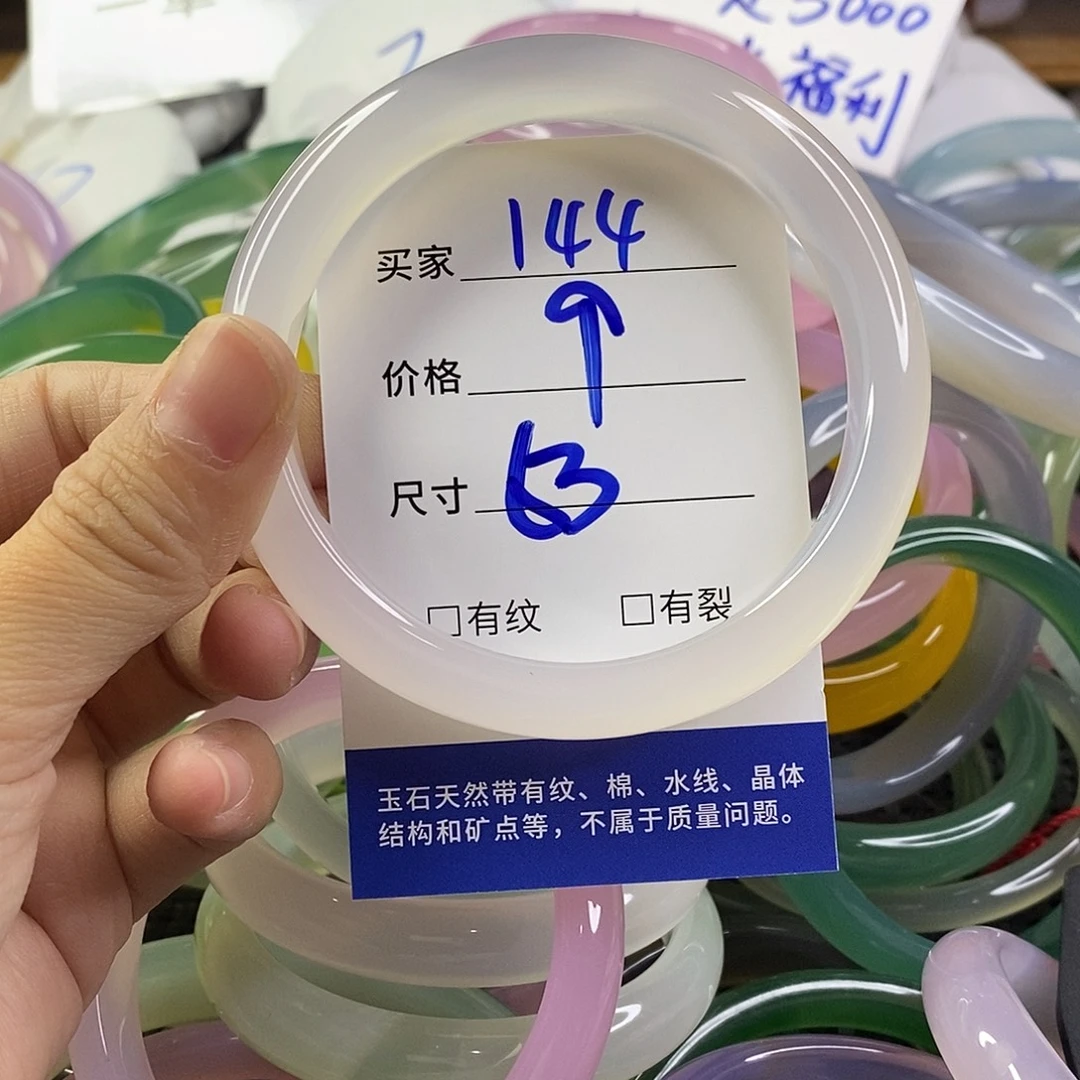 3000
福利
买家 144
价格
尺寸 53
□有纹 □有裂
玉石天然带有纹、棉、水线、晶体
结构和矿点等，不属于质量问题。